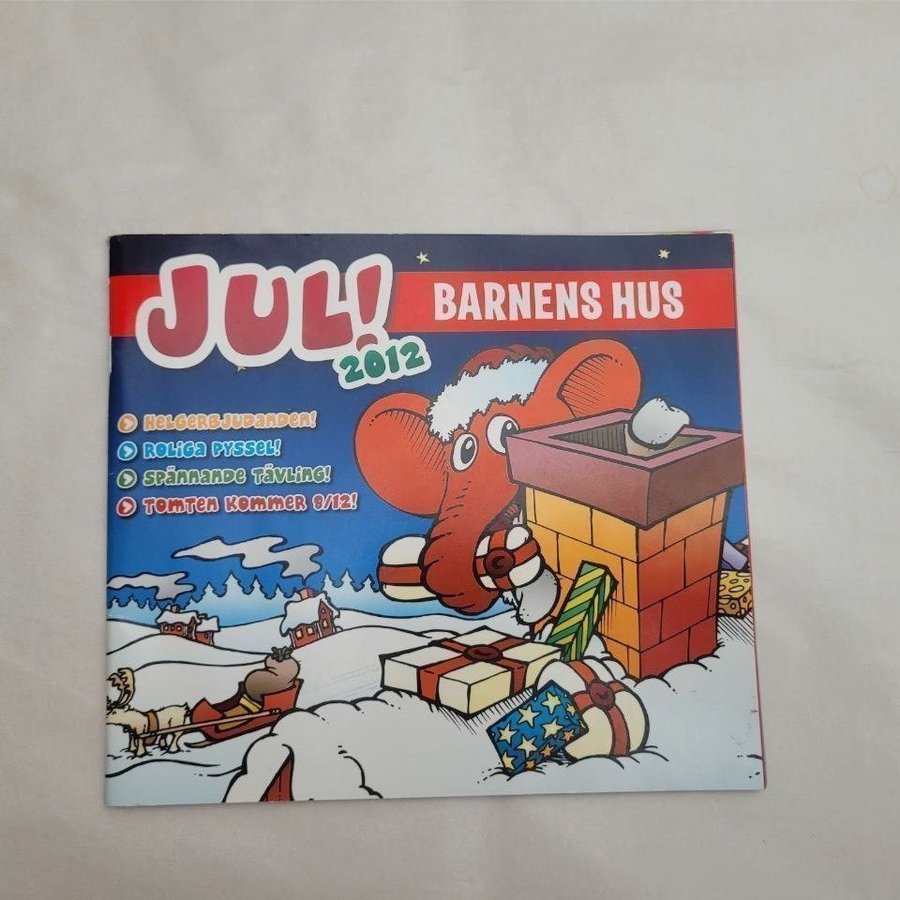 JUL!
2012
BARNENS HUS
HELGERBJUDANDEN!
ROLIGA PYSSEL!
SPÄNNANDE TÄVLING!
TOMTEN KOMMER 8/12!